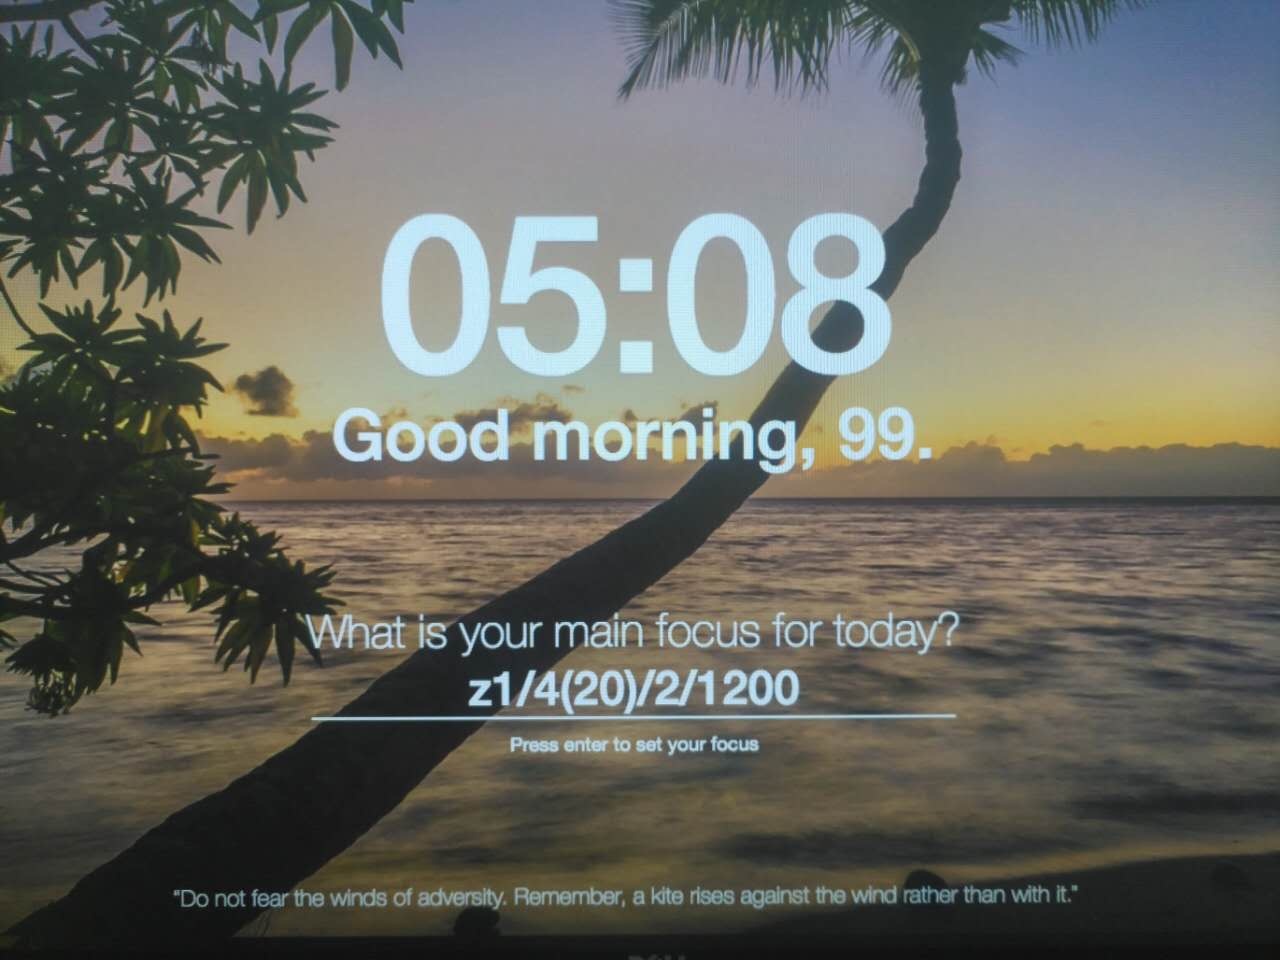 05:08
Good morning, 99.
What is your main focus for today?
z1/4(20)/2/1200
Press enter to set your focus
"Do not fear the winds of adversity. Remember, a kite rises against the wind rather than with it."